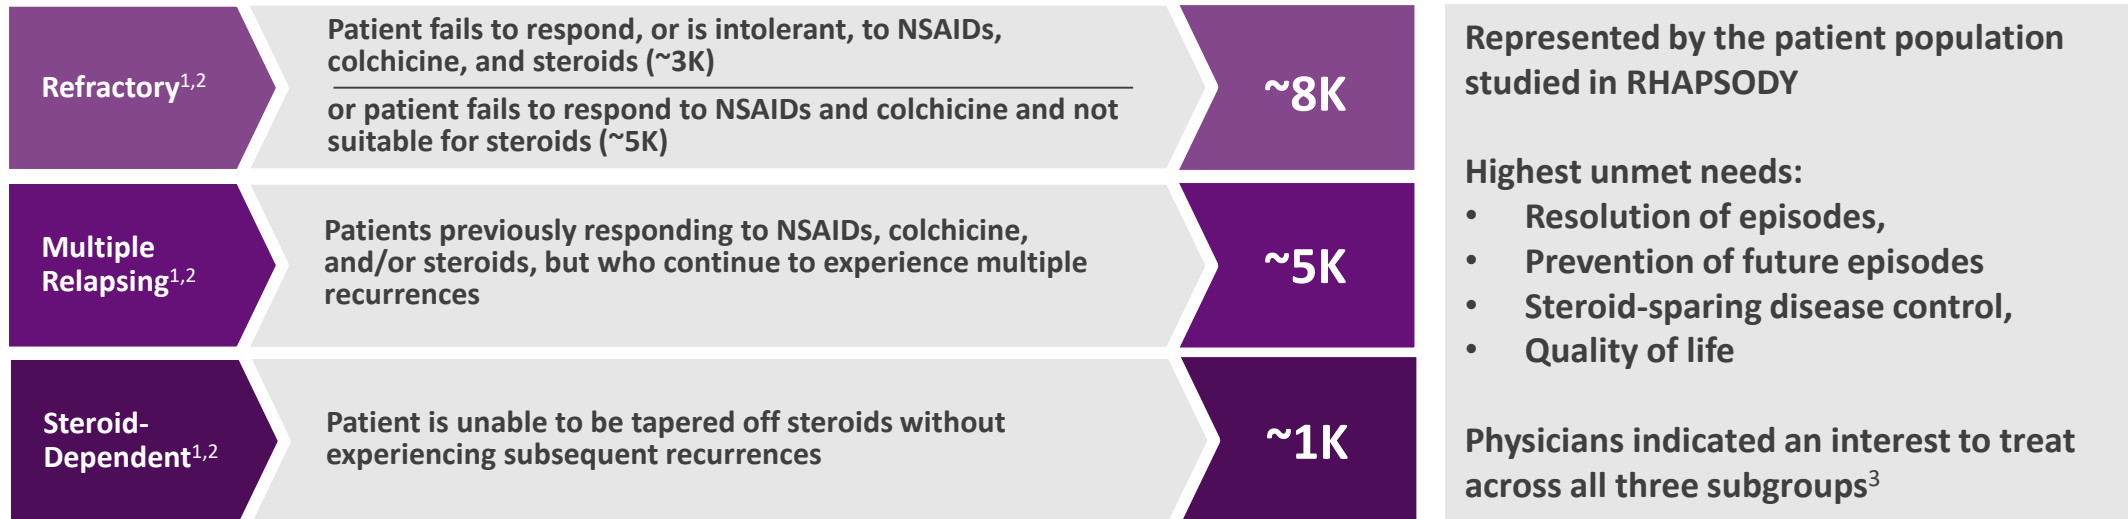 Refractory1,2
Patient fails to respond, or is intolerant, to NSAIDs,
colchicine, and steroids (~3K)
or patient fails to respond to NSAIDs and colchicine and not
suitable for steroids (~5K)
~8K
Multiple
Relapsing1,2
Patients previously responding to NSAIDs, colchicine,
and/or steroids, but who continue to experience multiple
recurrences
~5K
Steroid-
Dependent1,2
Patient is unable to be tapered off steroids without
experiencing subsequent recurrences
~1K
Represented by the patient population
studied in RHAPSODY
Highest unmet needs:
• Resolution of episodes,
• Prevention of future episodes
• Steroid-sparing disease control,
• Quality of life
Physicians indicated an interest to treat
across all three subgroups3